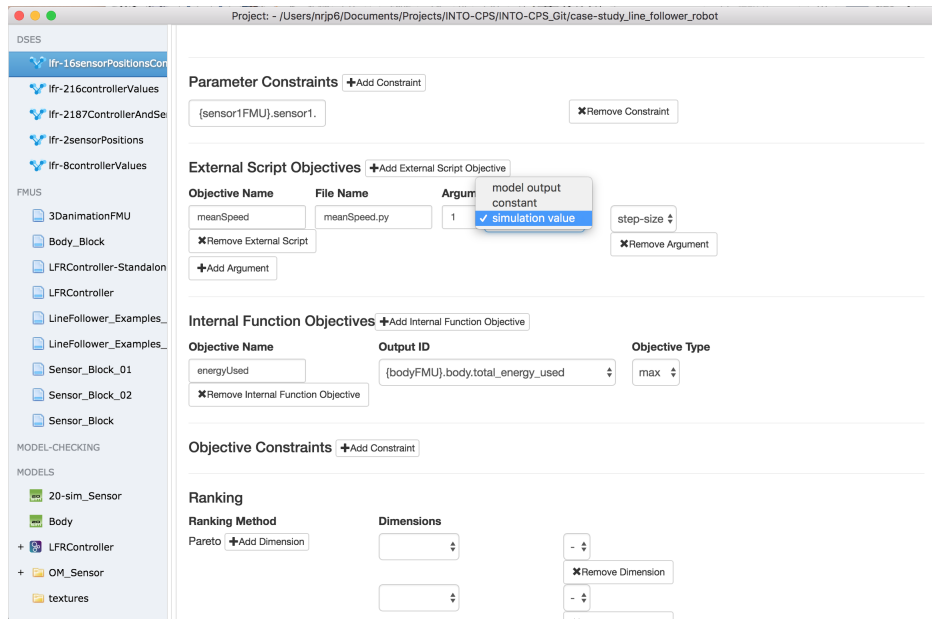 Project: - /Users/nrjp6/Documents/Projects/INTO-CPS/INTO-CPS_Git/case-study_line_follower_robot
DSES
lfr-16sensorPositionsCon
lfr-216controllerValues
lfr-2187ControllerAndSe
lfr-2sensorPositions
lfr-8controllerValues
FMUS
3DanimationFMU
Body_Block
LFRController-Standalon
LFRController
LineFollower_Examples_
LineFollower_Examples_
Sensor_Block_01
Sensor_Block_02
Sensor_Block
MODEL-CHECKING
MODELS
20-sim_Sensor
Body
+ LFRController
+ OM_Sensor
textures
Parameter Constraints +Add Constraint
{sensor1FMU}.sensor1.
✖Remove Constraint
External Script Objectives +Add External Script Objective
Objective Name File Name Argum
model output
constant
✓ simulation value
meanSpeed meanSpeed.py 1 step-size
✖Remove External Script ✖Remove Argument
+Add Argument
Internal Function Objectives +Add Internal Function Objective
Objective Name Output ID Objective Type
energyUsed {bodyFMU}.body.total_energy_used max
✖Remove Internal Function Objective
Objective Constraints +Add Constraint
Ranking
Ranking Method Dimensions
Pareto +Add Dimension -
✖Remove Dimension
-